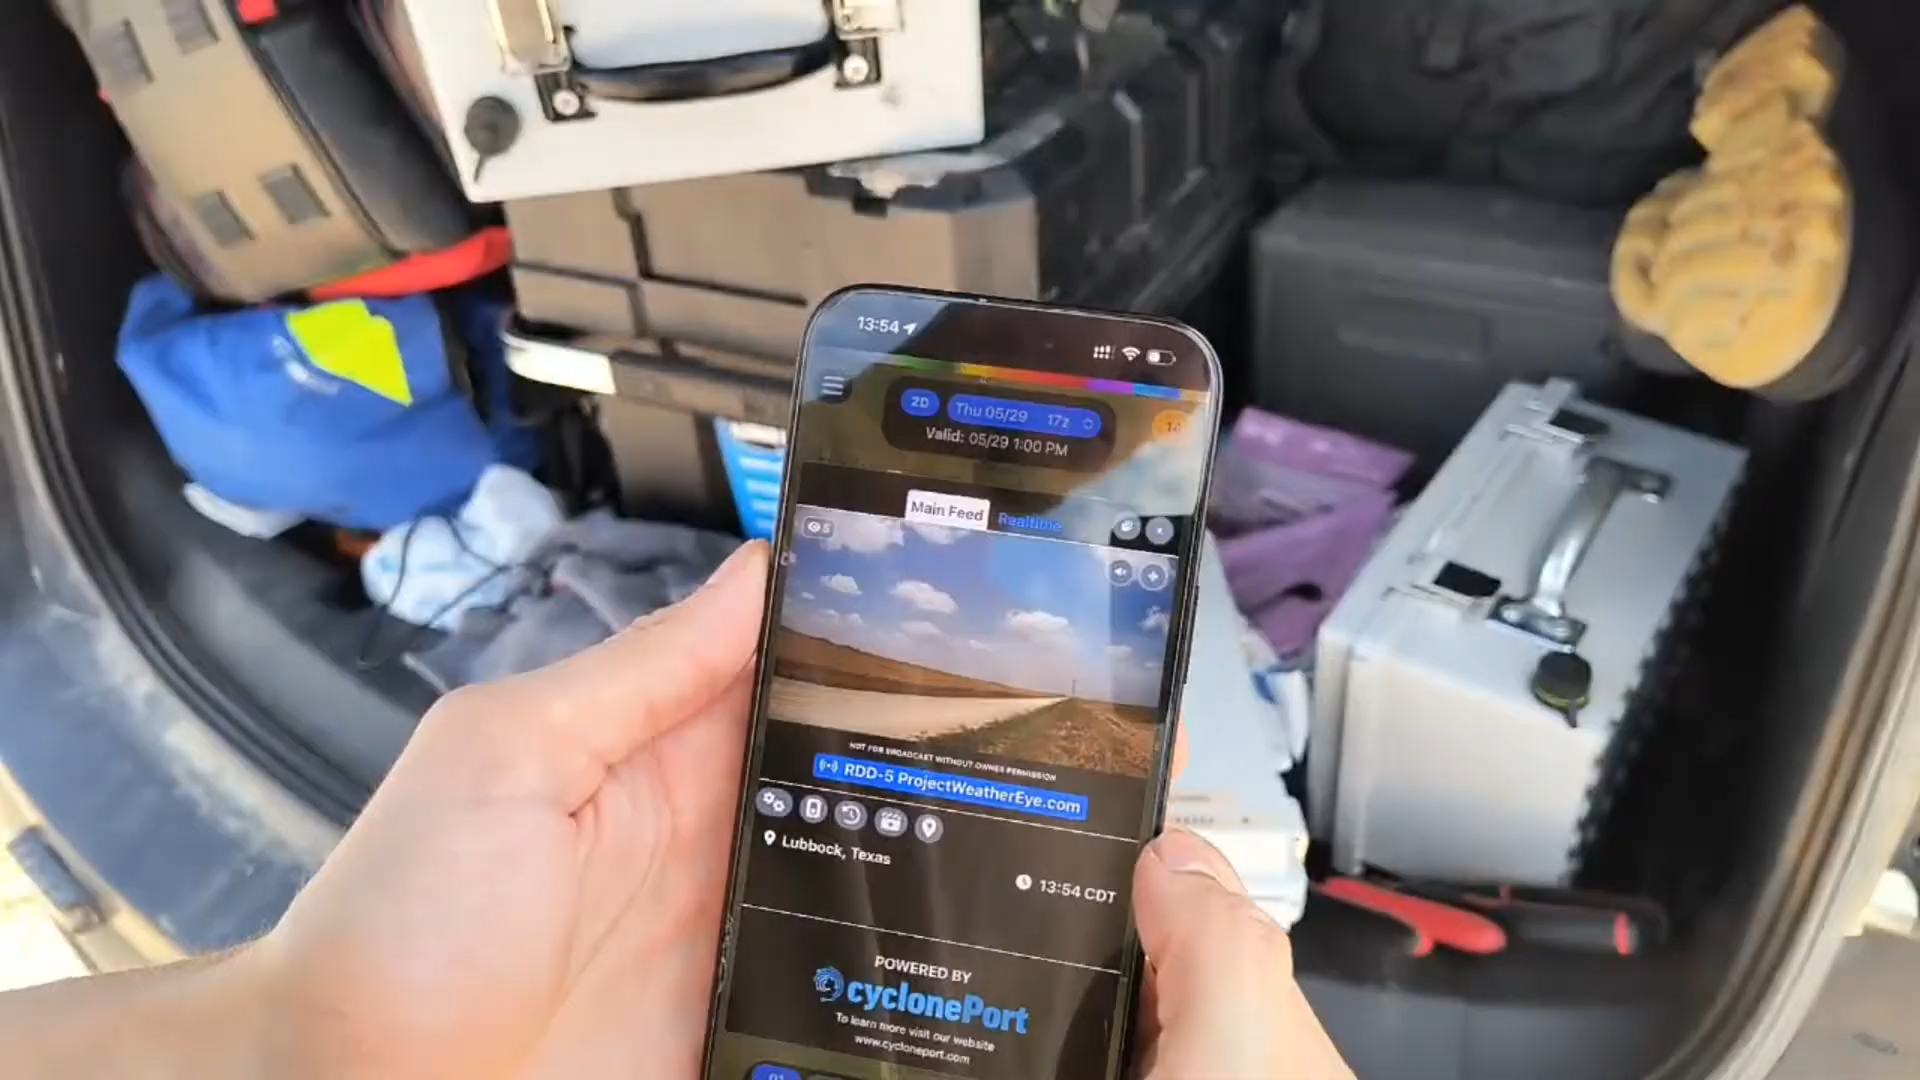 13:54
2D Thu 05/29 17z
Valid: 05/29 1:00 PM
Main Feed Realtime
NOT FOR BROADCAST WITHOUT OWNER PERMISSION
RDD-5 ProjectWeatherEye.com
Lubbock, Texas
13:54 CDT
POWERED BY
cyclonePort
To learn more visit our website
www.cycloneport.com